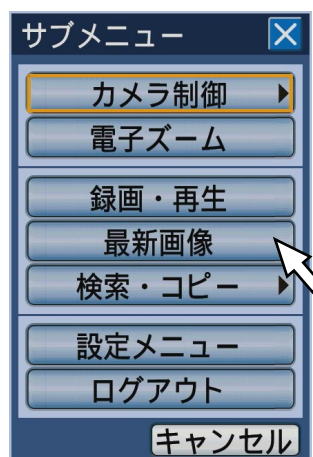 サブメニュー
カメラ制御
電子ズーム
録画・再生
最新画像
検索・コピー
設定メニュー
ログアウト
キャンセル